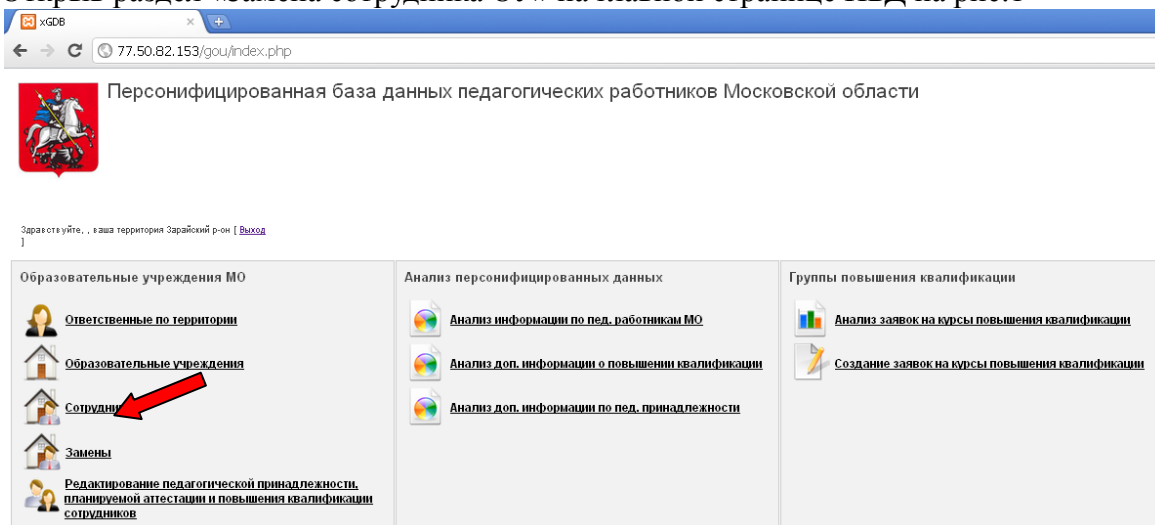 xGDB
77.50.82.153/gou/index.php
Персонифицированная база данных педагогических работников Московской области
Здравствуйте, , ваша территория Зарайский р-он [ Выход
]
Образовательные учреждения МО
Ответственные по территории
Образовательные учреждения
Замены
Редактирование педагогической принадлежности,
планируемой аттестации и повышения квалификации
сотрудников
Анализ персонифицированных данных
Анализ информации по пед. работникам МО
Анализ доп. информации о повышении квалификации
Анализ доп. информации по пед. принадлежности
Группы повышения квалификации
Анализ заявок на курсы повышения квалификации
Создание заявок на курсы повышения квалификации